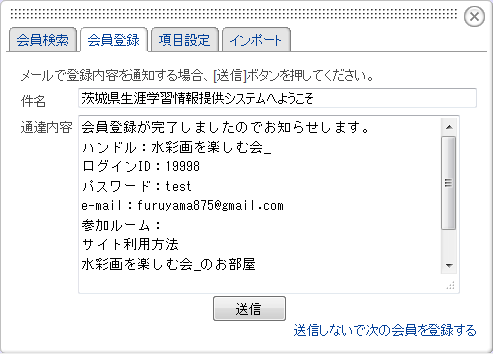 会員検索 会員登録 項目設定 インポート
メールで登録内容を通知する場合、[送信]ボタンを押してください。
件名 茨城県生涯学習情報提供システムへようこそ
通達内容 会員登録が完了しましたのでお知らせします。
ハンドル：水彩画を楽しむ会_
ログインID：19998
パスワード：test
e-mail：furuyama875@gmail.com
参加ルーム：
サイト利用方法
水彩画を楽しむ会_のお部屋
送信
送信しないで次の会員を登録する